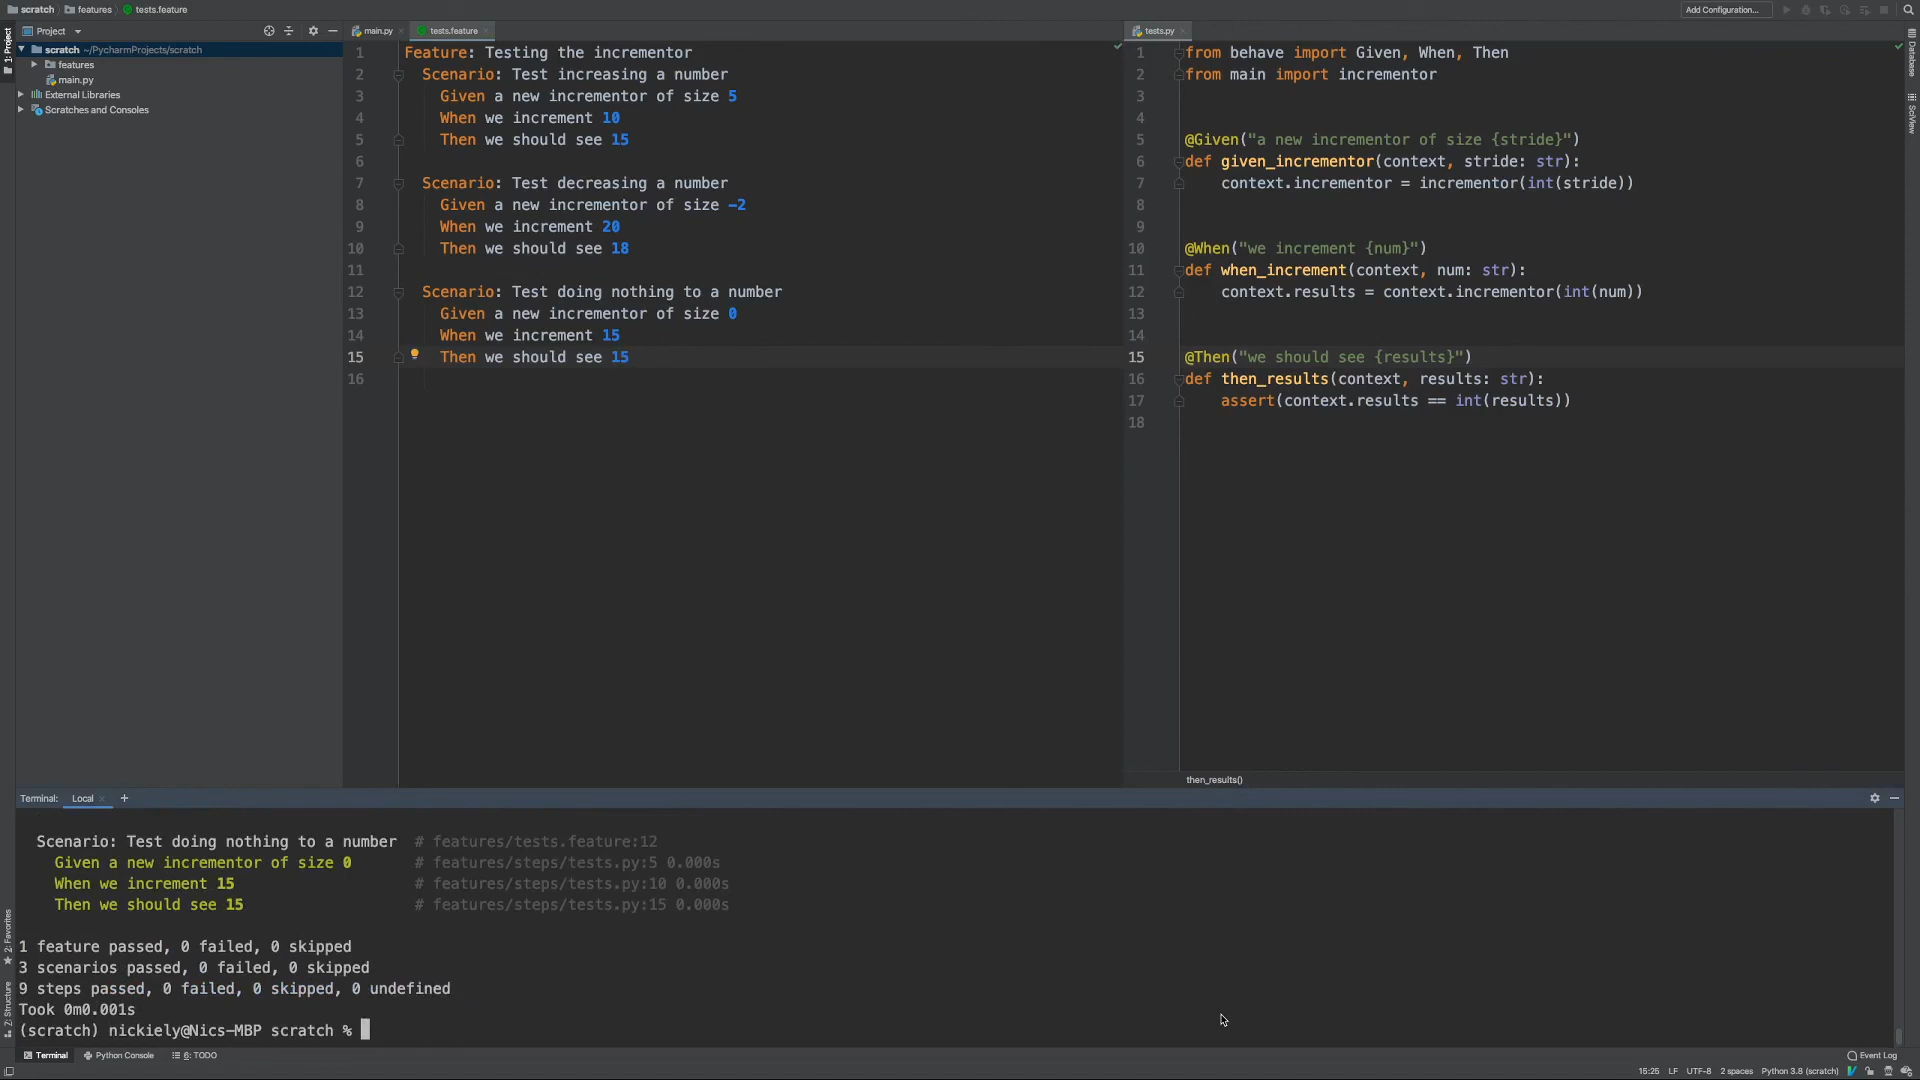 scratch features tests.feature
Add Configuration...
1: Project
Project
scratch ~/PycharmProjects/scratch
features
main.py
External Libraries
Scratches and Consoles
main.py tests.feature
1 Feature: Testing the incrementor
2 Scenario: Test increasing a number
3 Given a new incrementor of size 5
4 When we increment 10
5 Then we should see 15
6
7 Scenario: Test decreasing a number
8 Given a new incrementor of size -2
9 When we increment 20
10 Then we should see 18
11
12 Scenario: Test doing nothing to a number
13 Given a new incrementor of size 0
14 When we increment 15
15 Then we should see 15
16
tests.py
1 from behave import Given, When, Then
2 from main import incrementor
3
4
5 @Given("a new incrementor of size {stride}")
6 def given_incrementor(context, stride: str):
7 context.incrementor = incrementor(int(stride))
8
9
10 @When("we increment {num}")
11 def when_increment(context, num: str):
12 context.results = context.incrementor(int(num))
13
14
15 @Then("we should see {results}")
16 def then_results(context, results: str):
17 assert(context.results == int(results))
18
then_results()
Database
SciView
Terminal: Local +
Scenario: Test doing nothing to a number # features/tests.feature:12
Given a new incrementor of size 0 # features/steps/tests.py:5 0.000s
When we increment 15 # features/steps/tests.py:10 0.000s
Then we should see 15 # features/steps/tests.py:15 0.000s
1 feature passed, 0 failed, 0 skipped
3 scenarios passed, 0 failed, 0 skipped
9 steps passed, 0 failed, 0 skipped, 0 undefined
Took 0m0.001s
(scratch) nickiely@Nics-MBP scratch %
2: Favorites
Z: Structure
Terminal Python Console 6: TODO
Event Log
15:25 LF UTF-8 2 spaces Python 3.8 (scratch)